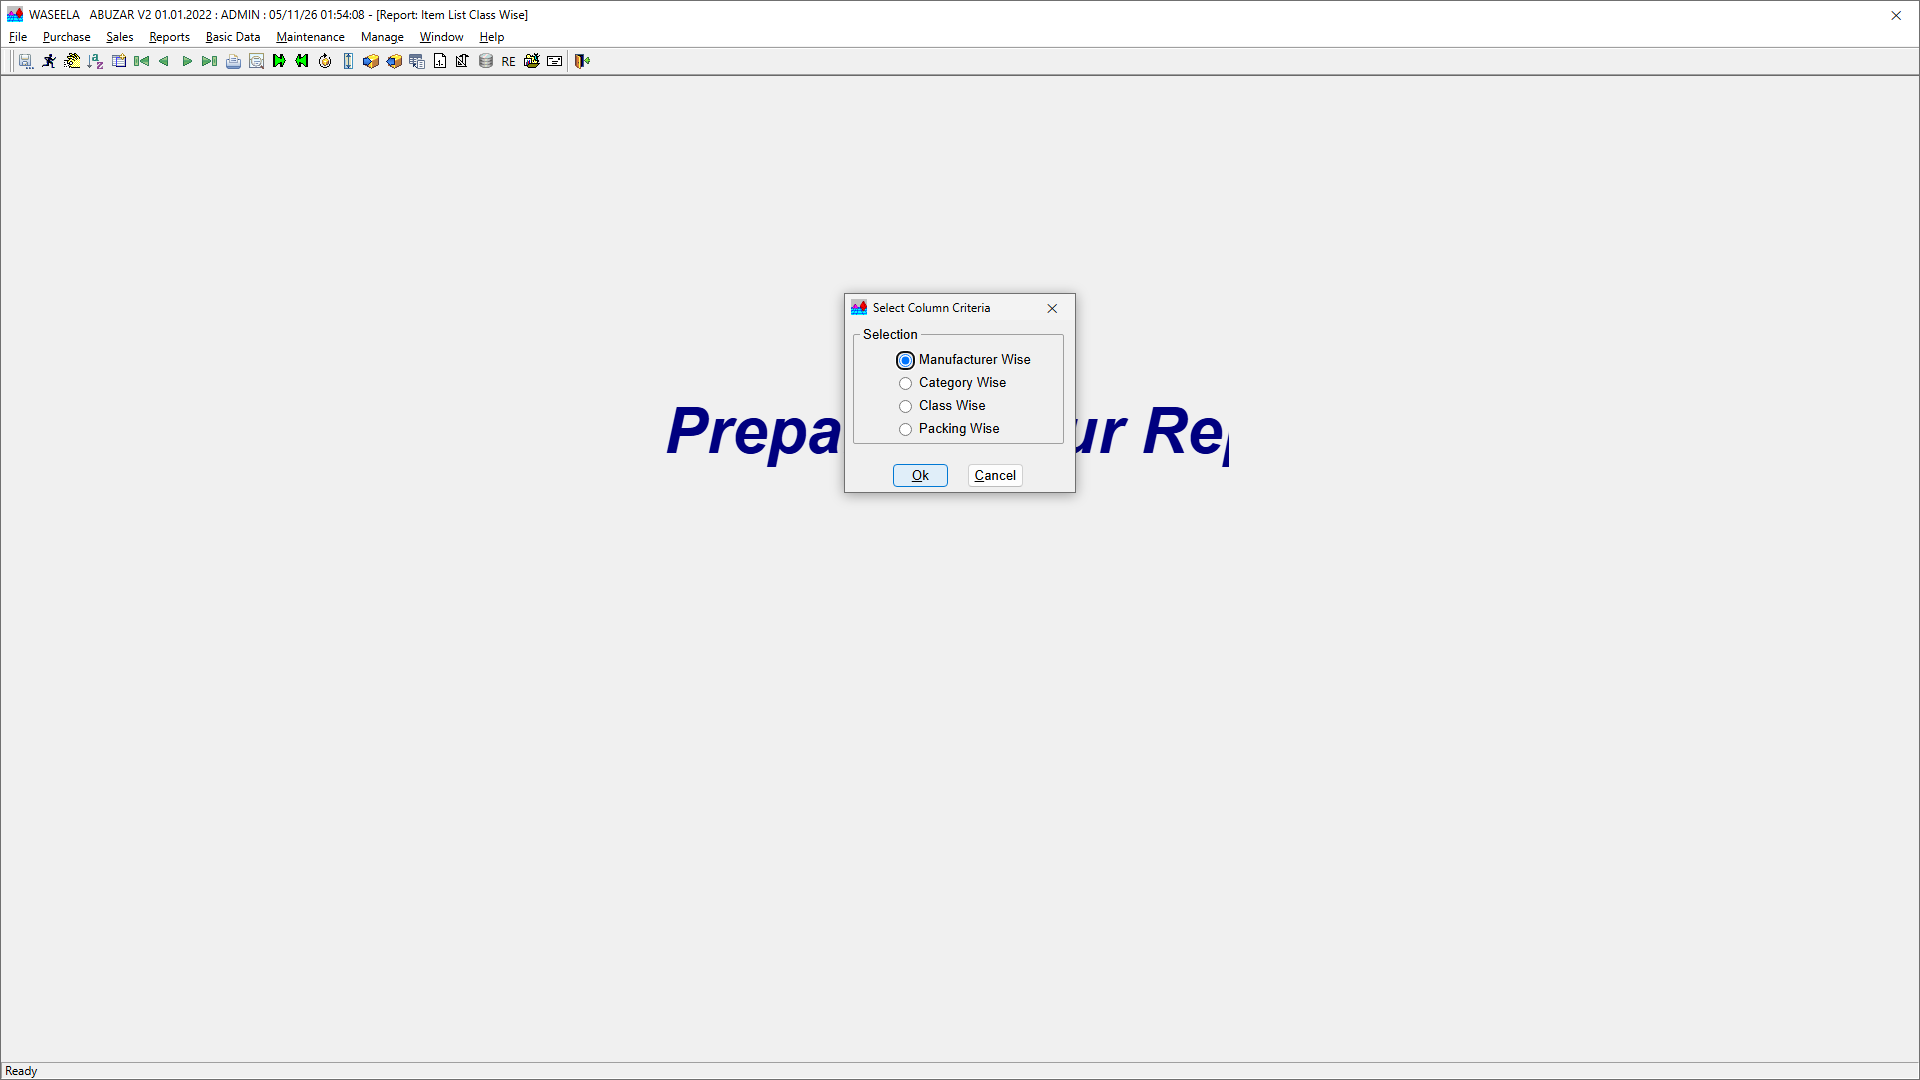 WASEELA   ABUZAR V2 01.01.2022 : ADMIN : 05/11/26 01:54:08 - [Report: Item List Class Wise]
File Purchase Sales Reports Basic Data Maintenance Manage Window Help
RE
Select Column Criteria
Selection
Manufacturer Wise
Category Wise
Class Wise
Packing Wise
Prepa ur Rep
Ok Cancel
Ready